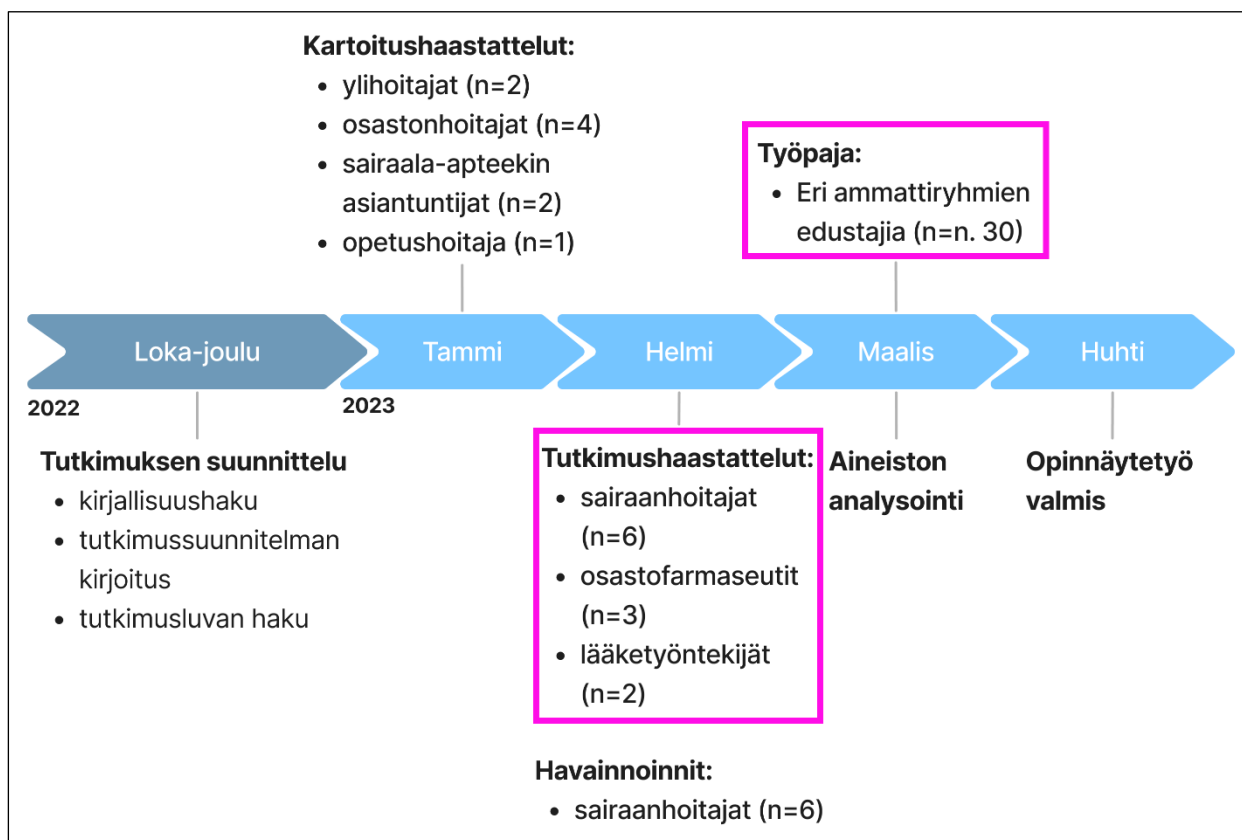 Kartoitushaastattelut:
• ylihoitajat (n=2)
• osastonhoitajat (n=4)
• sairaala-apteekin
asiantuntijat (n=2)
• opetushoitaja (n=1)
Työpaja:
• Eri ammattiryhmien
edustajia (n=n. 30)
Loka-joulu
Tammi
Helmi
Maalis
Huhti
2022
2023
Tutkimuksen suunnittelu
• kirjallisuushaku
• tutkimussuunnitelman
kirjoitus
• tutkimusluvan haku
Tutkimushaastattelut:
• sairaanhoitajat
(n=6)
• osastofarmaseutit
(n=3)
• lääketyöntekijät
(n=2)
Havainnoinnit:
• sairaanhoitajat (n=6)
Aineiston
analysointi
Opinnäytetyö
valmis